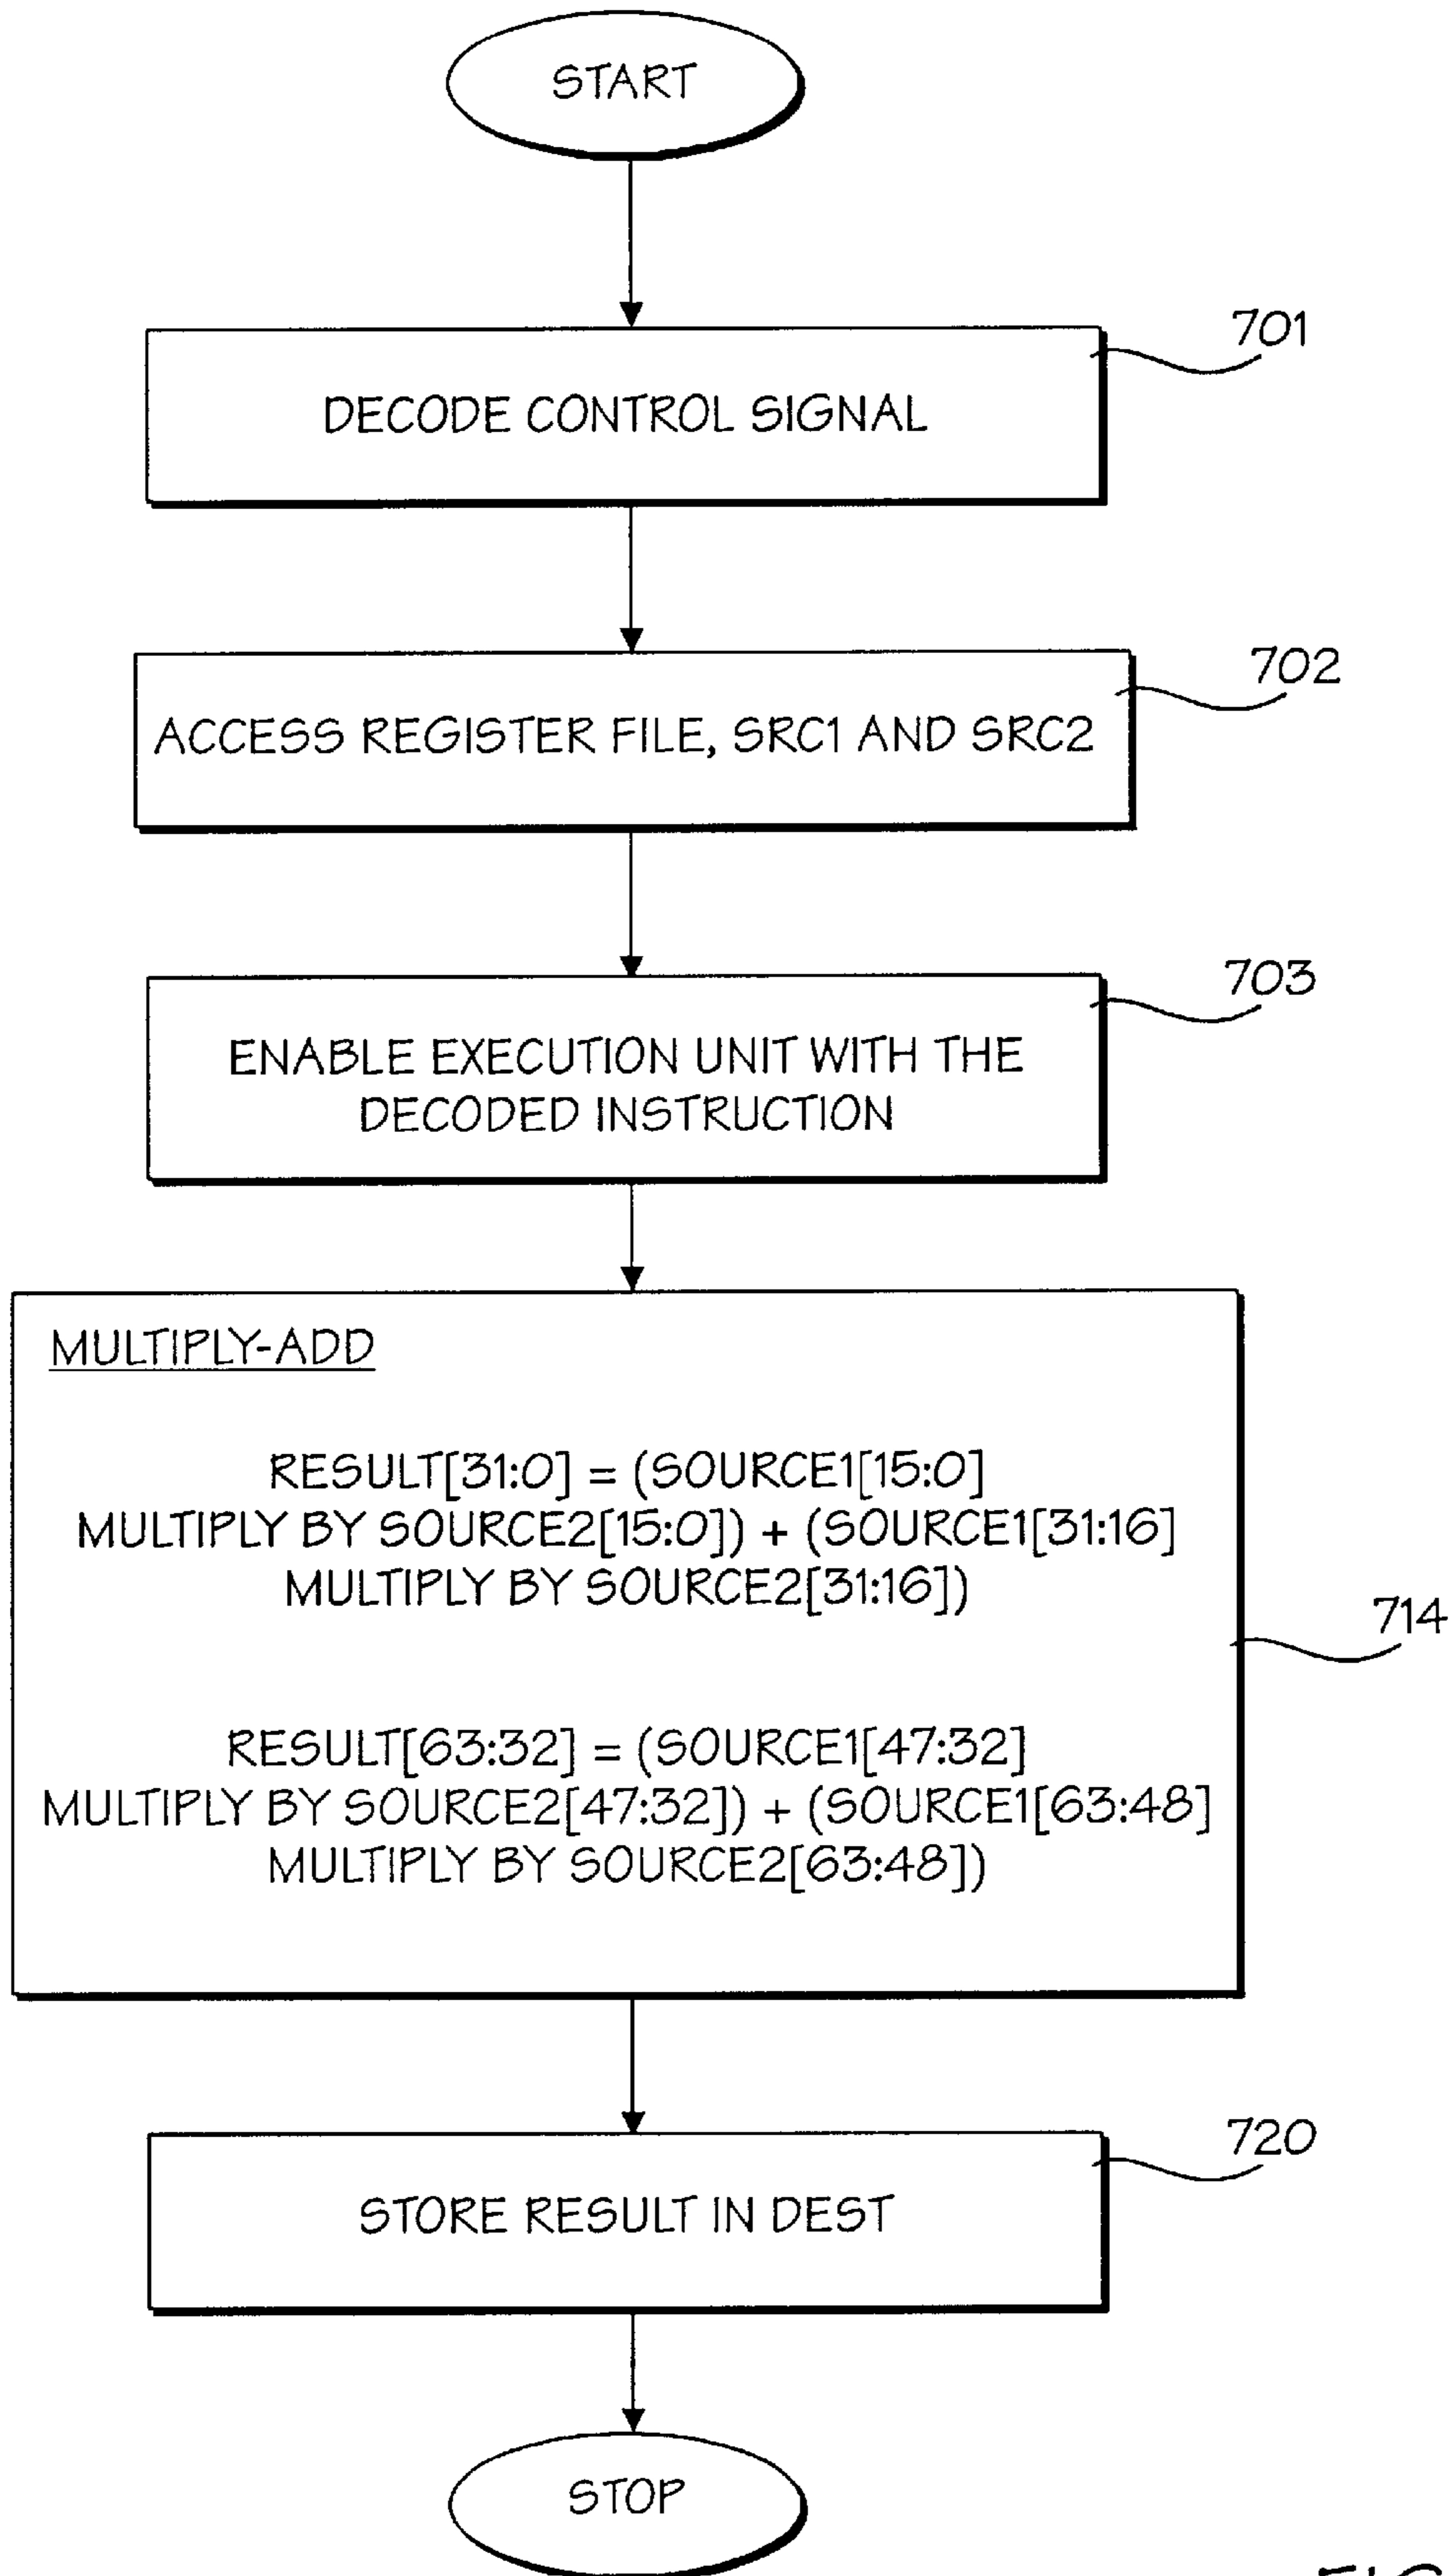 START
701
DECODE CONTROL SIGNAL
702
ACCESS REGISTER FILE, SRC1 AND SRC2
703
ENABLE EXECUTION UNIT WITH THE
DECODED INSTRUCTION
MULTIPLY-ADD
RESULT[31:0] = (SOURCE1[15:0]
MULTIPLY BY SOURCE2[15:0]) + (SOURCE1[31:16]
MULTIPLY BY SOURCE2[31:16])
714
RESULT[63:32] = (SOURCE1[47:32]
MULTIPLY BY SOURCE2[47:32]) + (SOURCE1[63:48]
MULTIPLY BY SOURCE2[63:48])
720
STORE RESULT IN DEST
STOP